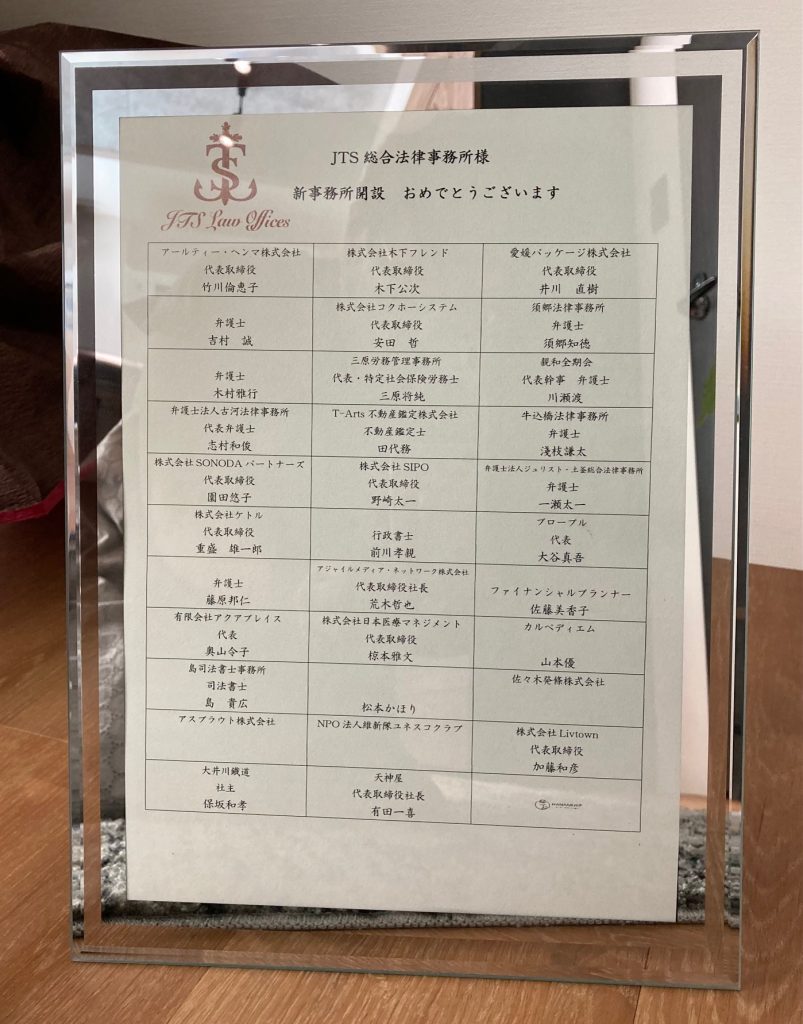 JTS Law Offices
JTS 総合法律事務所様
新事務所開設　おめでとうございます
アールティー・ヘンマ株式会社
代表取締役
竹川倫恵子
株式会社木下フレンド
代表取締役
木下公次
愛媛パッケージ株式会社
代表取締役
井川　直樹
弁護士
吉村　誠
株式会社コクホーシステム
代表取締役
安田　哲
須郷法律事務所
弁護士
須郷知徳
弁護士
木村雅行
三原労務管理事務所
代表・特定社会保険労務士
三原将純
親和全期会
代表幹事　弁護士
川瀬渡
弁護士法人古河法律事務所
代表弁護士
志村和俊
T-Arts 不動産鑑定株式会社
不動産鑑定士
田代務
牛込橋法律事務所
弁護士
淺枝謙太
株式会社 SONODA パートナーズ
代表取締役
園田悠子
株式会社 SIPO
代表取締役
野崎太一
弁護士法人ジュリスト・土釜総合法律事務所
弁護士
一瀬太一
株式会社ケトル
代表取締役
重盛　雄一郎
行政書士
前川孝親
プローブル
代表
大谷真吾
弁護士
藤原邦仁
アジャイルメディア・ネットワーク株式会社
代表取締役社長
荒木哲也
ファイナンシャルプランナー
佐藤美香子
有限会社アクアプレイス
代表
奥山令子
株式会社日本医療マネジメント
代表取締役
椋本雅文
カルペディエム
山本優
島司法書士事務所
司法書士
島　貴広
松本かほり
佐々木発條株式会社
アスプラウト株式会社
NPO 法人維新隊ユネスコクラブ
株式会社 Livtown
代表取締役
加藤和彦
大井川鐵道
社主
保坂和孝
天神屋
代表取締役社長
有田一喜